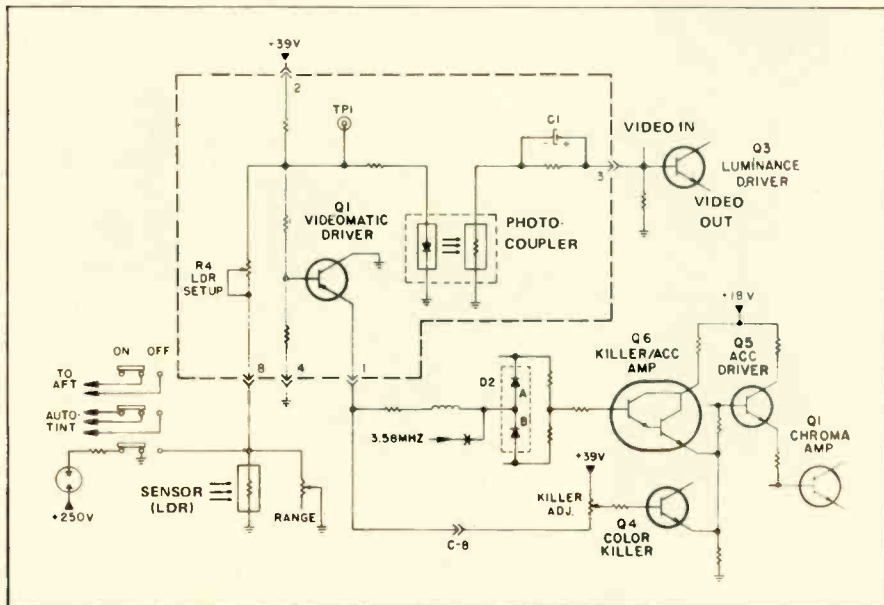 +39V
2
TP1
C1
VIDEO IN
Q3
LUMINANCE
DRIVER
3
VIDEO
OUT
Q1
VIDEOMATIC
DRIVER
PHOTO-
COUPLER
R4
LDR
SETUP
+18V
ON OFF
8 4 1
Q6
KILLER/ACC
AMP
Q5
ACC
DRIVER
TO
AFT
D2
A
AUTO-
TINT
B
Q1
CHROMA
AMP
3.58MHZ
+39V
SENSOR
(LDR)
RANGE
KILLER
ADJ.
+250V
Q4
COLOR
KILLER
C-8